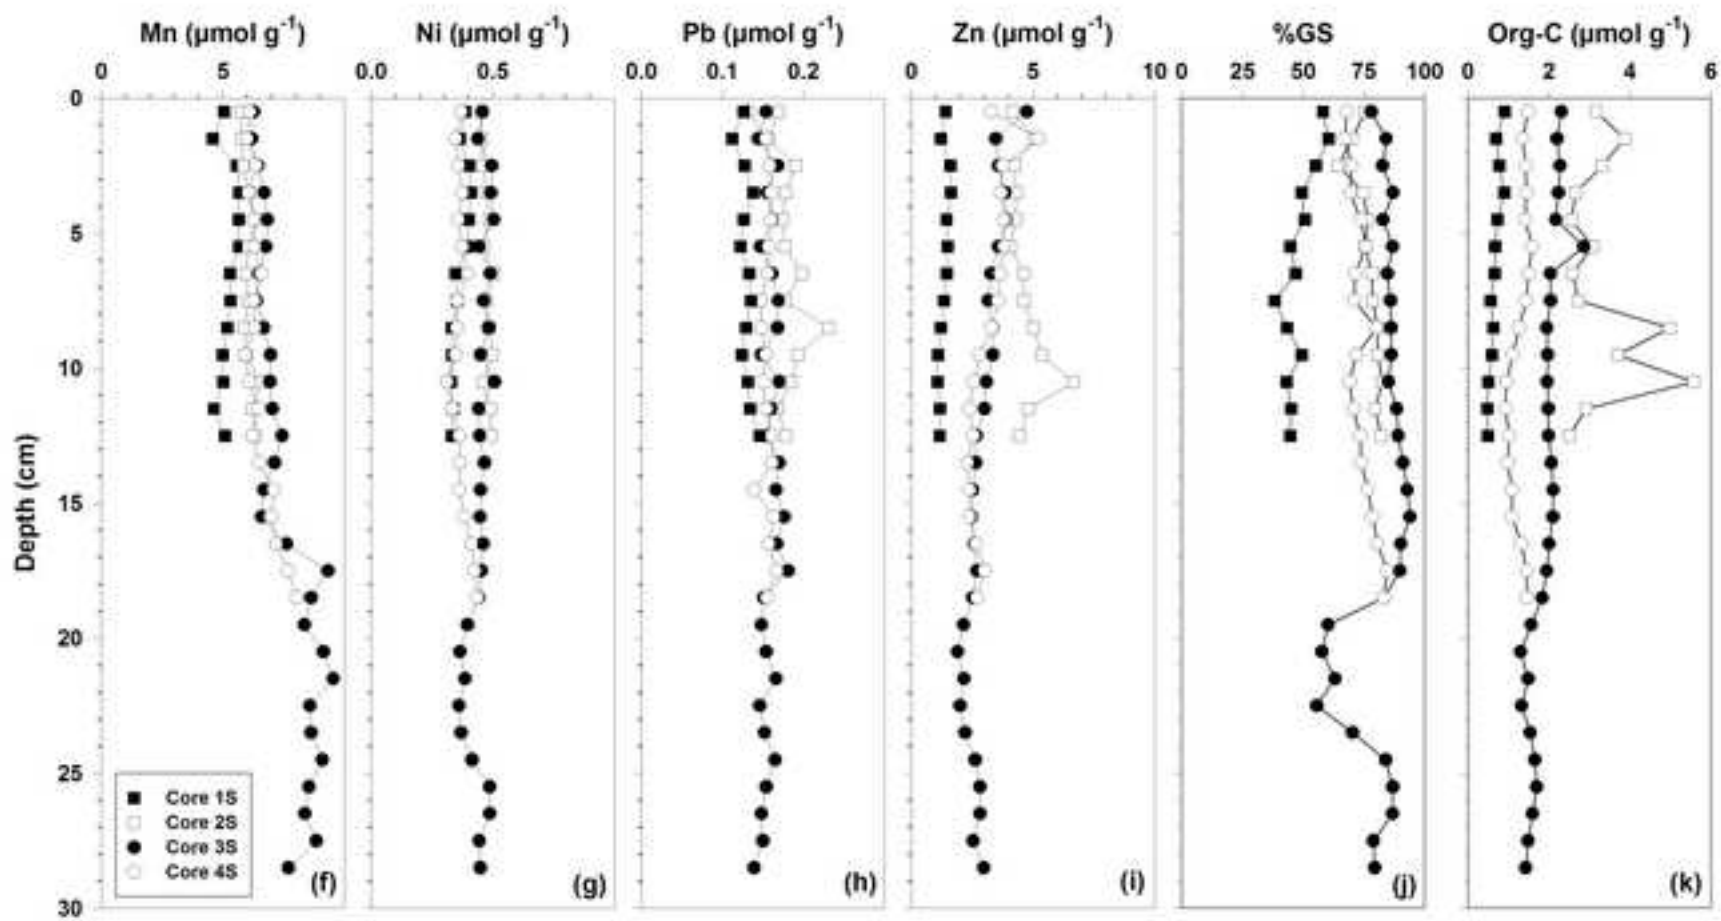 Mn (µmol g-1) Ni (µmol g-1) Pb (µmol g-1) Zn (µmol g-1) %GS Org-C (µmol g-1)
0 5 0.0 0.5 0.0 0.1 0.2 0 5 10 0 25 50 75 100 0 2 4 6
0
5
10
15
20
25
30
Depth (cm)
Core 1S
Core 2S
Core 3S
Core 4S
(f) (g) (h) (i) (j) (k)